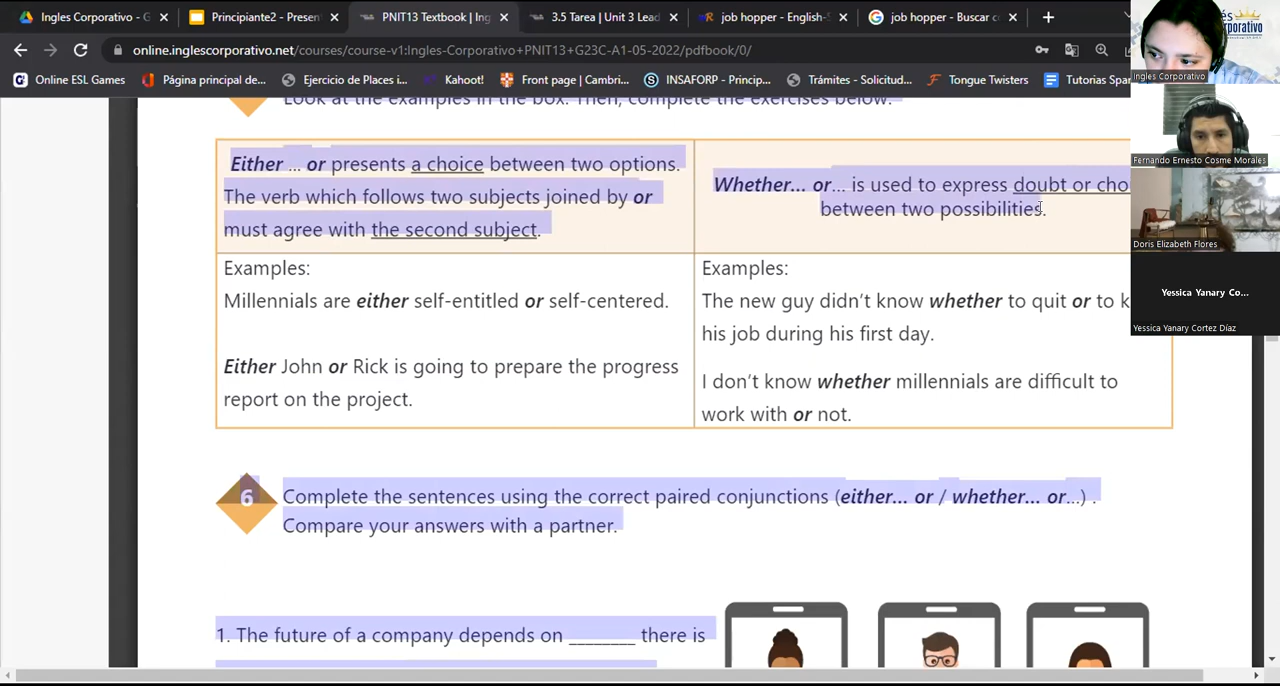 Ingles Corporativo - G
Principiante2 - Present
PNIT13 Textbook | Ing
3.5 Tarea | Unit 3 Lead
job hopper - English-S
job hopper - Buscar c
online.inglescorporativo.net/courses/course-v1:Ingles-Corporativo+PNIT13+G23C-A1-05-2022/pdfbook/0/
Online ESL Games
Página principal de...
Ejercicio de Places i...
Kahoot!
Front page | Cambri...
INSAFORP - Princip...
Trámites - Solicitud...
Tongue Twisters
Tutorias Spar
Look at the examples in the box. Then, complete the exercises below.
Either ... or presents a choice between two options.
The verb which follows two subjects joined by or
must agree with the second subject.
Whether... or... is used to express doubt or cho
between two possibilities.
Examples:
Millennials are either self-entitled or self-centered.
Either John or Rick is going to prepare the progress
report on the project.
Examples:
The new guy didn't know whether to quit or to k
his job during his first day.
I don't know whether millennials are difficult to
work with or not.
6
Complete the sentences using the correct paired conjunctions (either... or / whether... or...) .
Compare your answers with a partner.
1. The future of a company depends on ________ there is
és
orporativo
Ingles Corporativo
Fernando Ernesto Cosme Morales
Doris Elizabeth Flores
Yessica Yanary Co...
Yessica Yanary Cortez Díaz